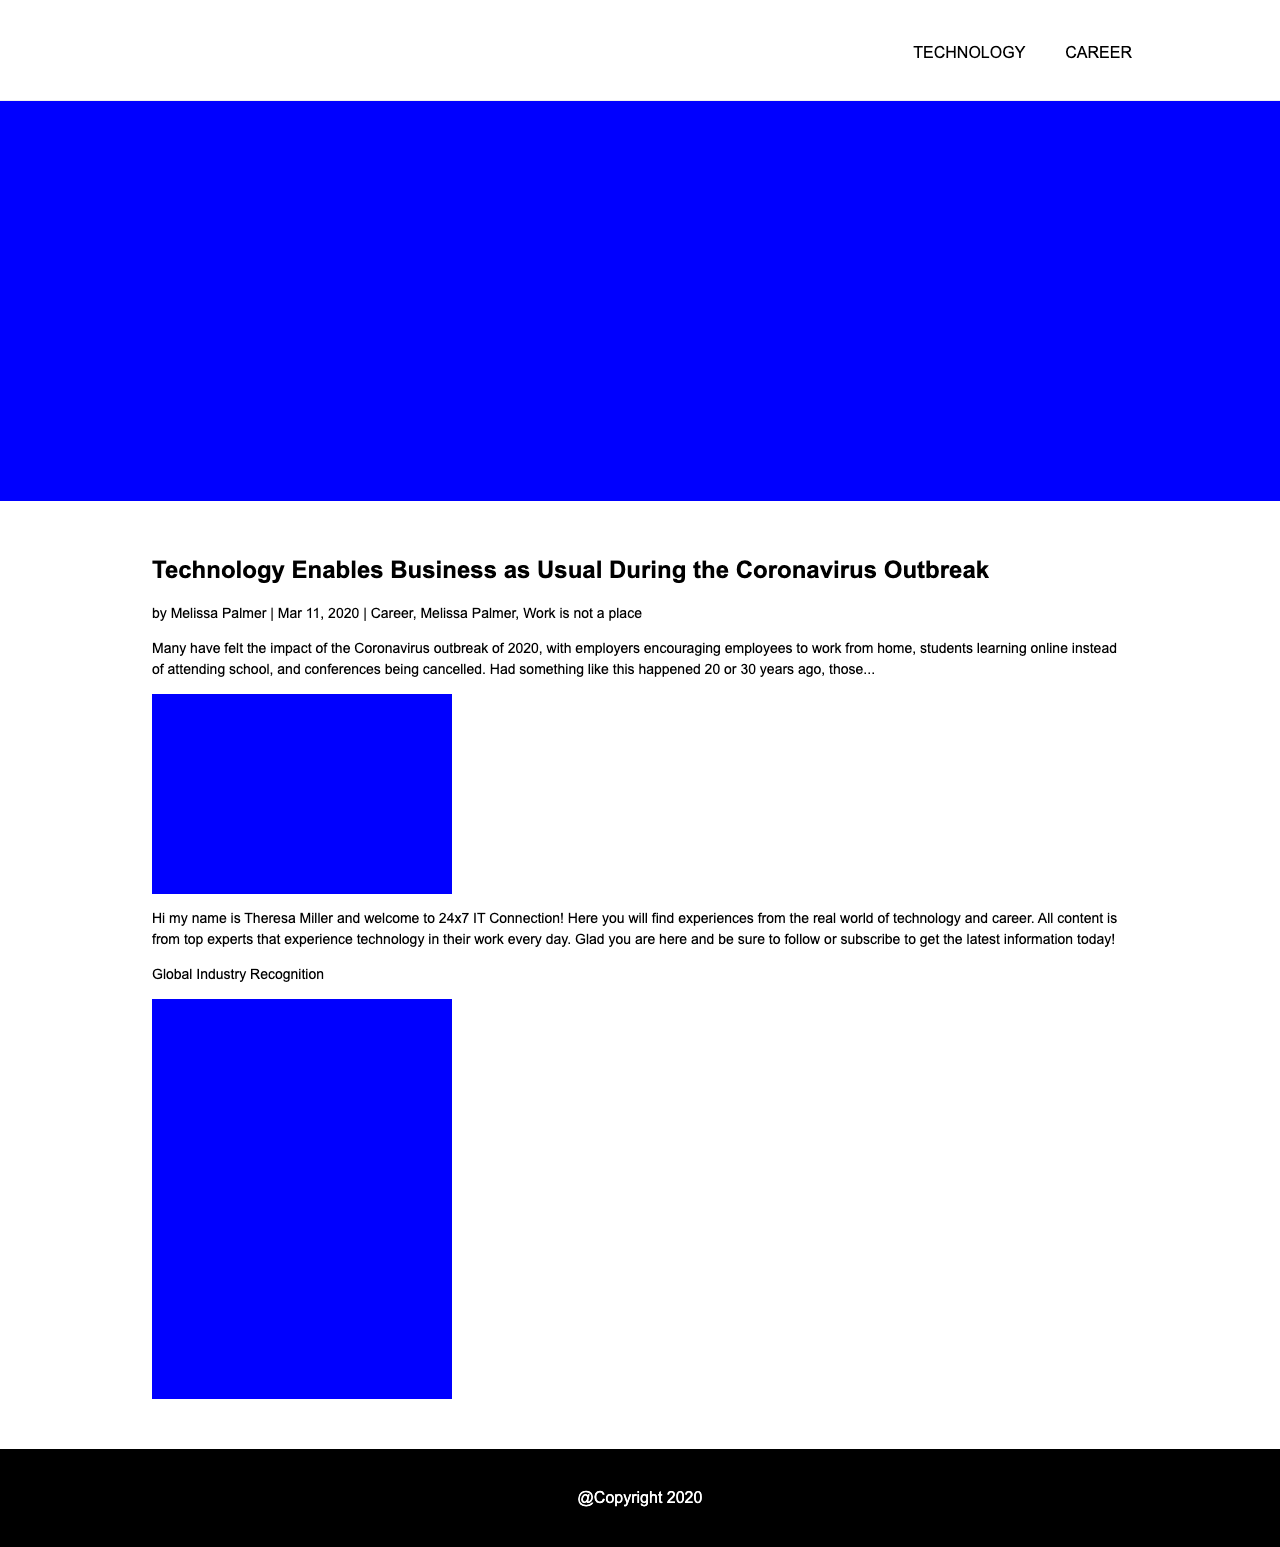 TECHNOLOGY CAREER
Technology Enables Business as Usual During the Coronavirus Outbreak
by Melissa Palmer | Mar 11, 2020 | Career, Melissa Palmer, Work is not a place
Many have felt the impact of the Coronavirus outbreak of 2020, with employers encouraging employees to work from home, students learning online instead
of attending school, and conferences being cancelled. Had something like this happened 20 or 30 years ago, those...
Hi my name is Theresa Miller and welcome to 24x7 IT Connection! Here you will find experiences from the real world of technology and career. All content is
from top experts that experience technology in their work every day. Glad you are here and be sure to follow or subscribe to get the latest information today!
Global Industry Recognition
@Copyright 2020